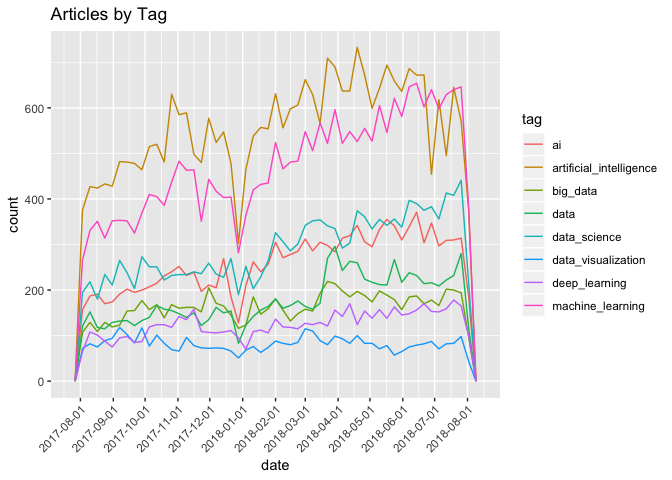 Articles by Tag
count
600
400
200
0
2017-08-01
2017-09-01
2017-10-01
2017-11-01
2017-12-01
2018-01-01
2018-02-01
2018-03-01
2018-04-01
2018-05-01
2018-06-01
2018-07-01
2018-08-01
date
tag
ai
artificial_intelligence
big_data
data
data_science
data_visualization
deep_learning
machine_learning